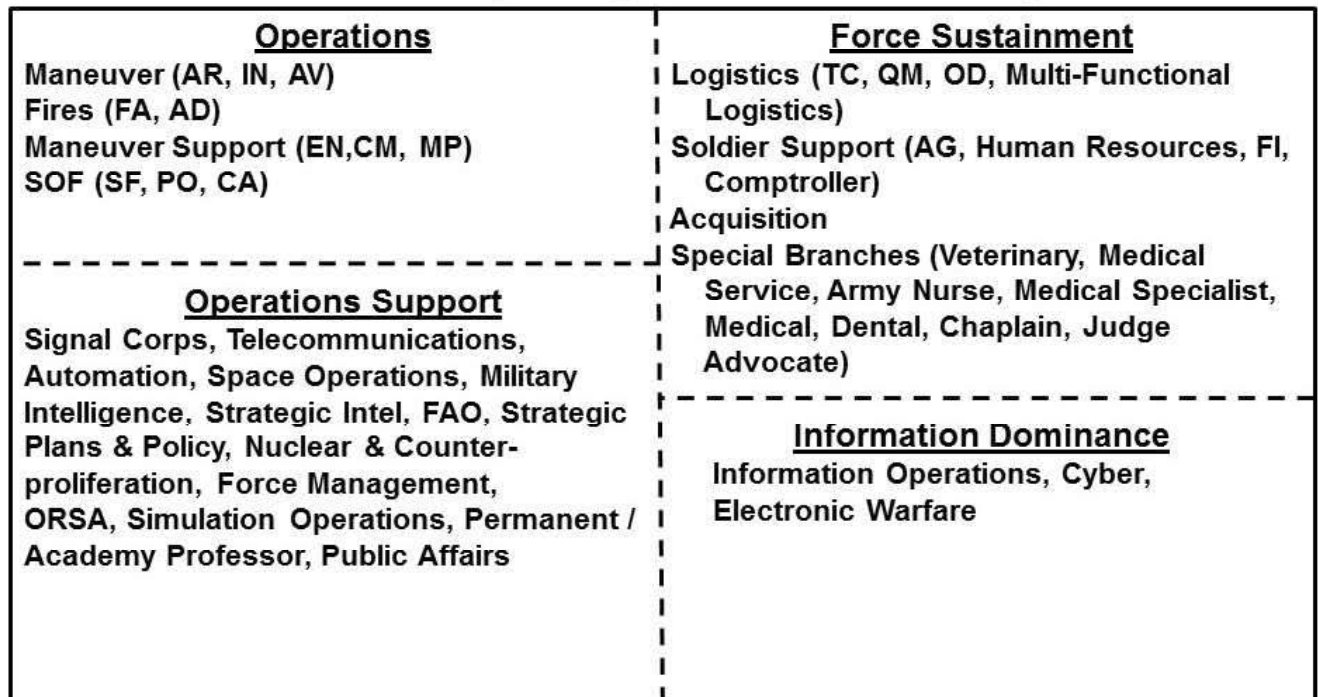 Operations
Maneuver (AR, IN, AV)
Fires (FA, AD)
Maneuver Support (EN,CM, MP)
SOF (SF, PO, CA)
Operations Support
Signal Corps, Telecommunications,
Automation, Space Operations, Military
Intelligence, Strategic Intel, FAO, Strategic
Plans & Policy, Nuclear & Counter-
proliferation, Force Management,
ORSA, Simulation Operations, Permanent /
Academy Professor, Public Affairs
Force Sustainment
Logistics (TC, QM, OD, Multi-Functional
Logistics)
Soldier Support (AG, Human Resources, FI,
Comptroller)
Acquisition
Special Branches (Veterinary, Medical
Service, Army Nurse, Medical Specialist,
Medical, Dental, Chaplain, Judge
Advocate)
Information Dominance
Information Operations, Cyber,
Electronic Warfare